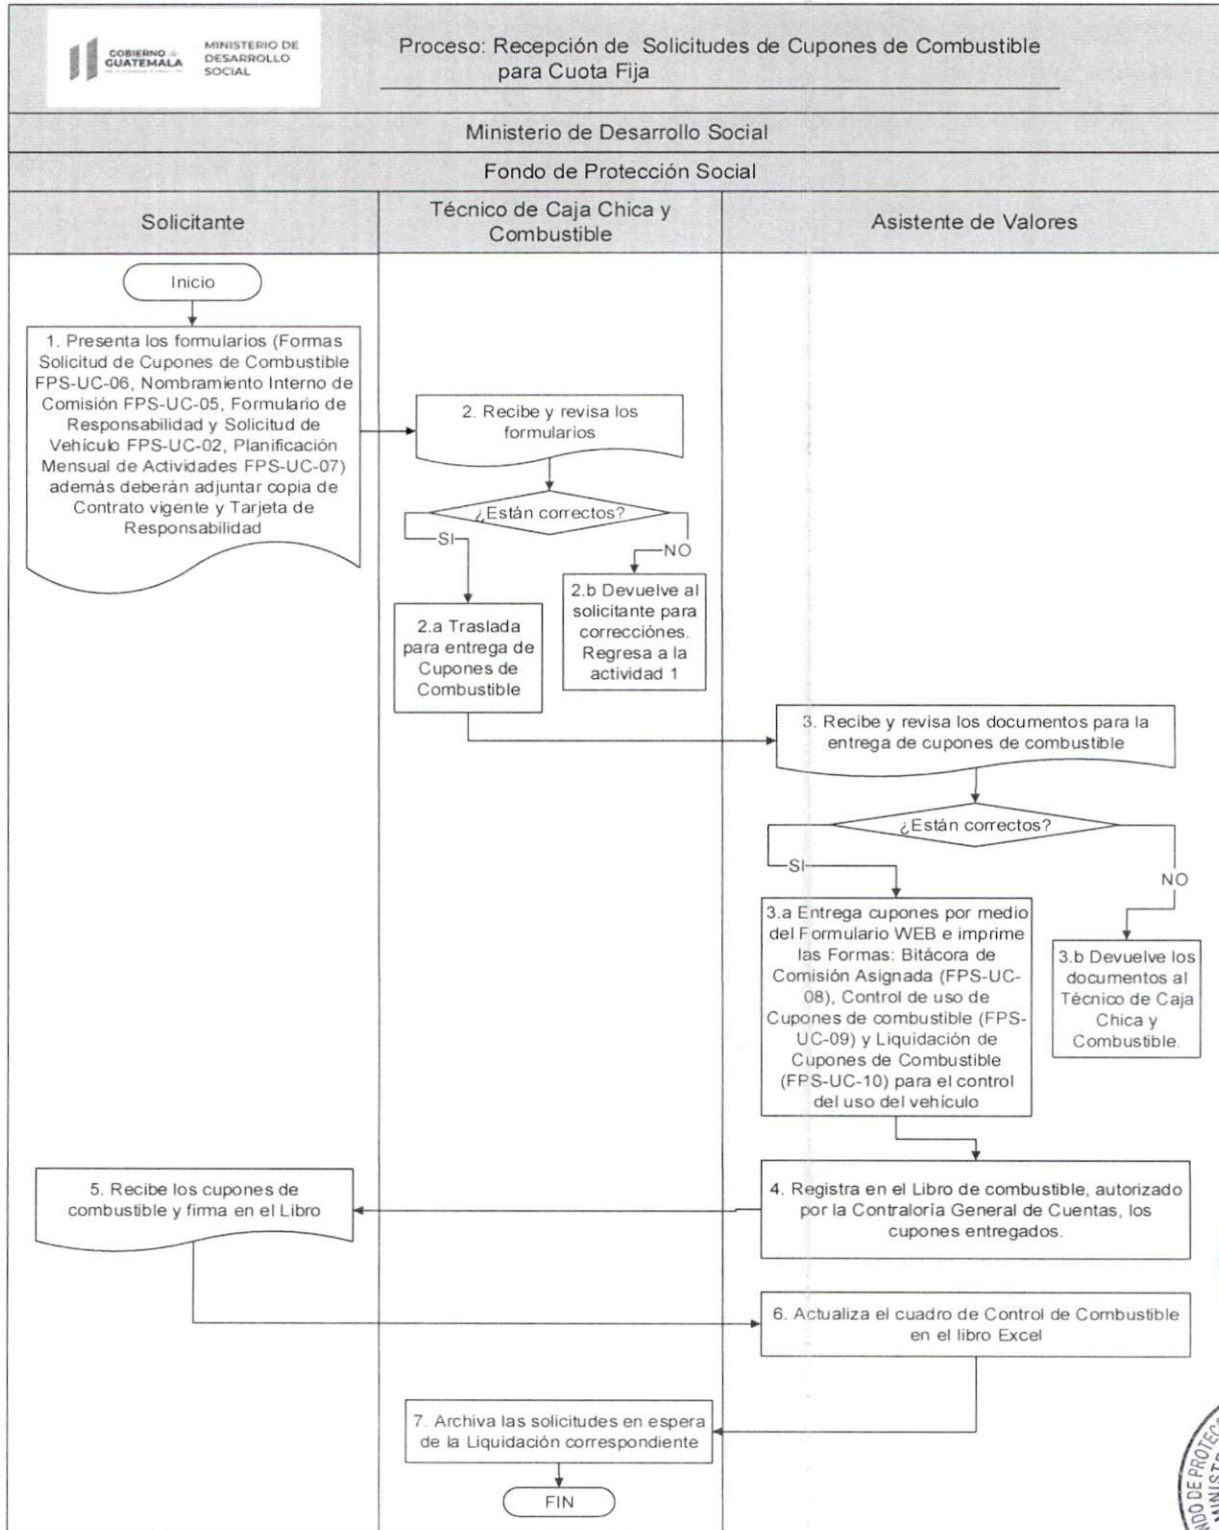 GOBIERNO de
GUATEMALA
MINISTERIO DE
DESARROLLO
SOCIAL
Proceso: Recepción de Solicitudes de Cupones de Combustible
para Cuota Fija
Ministerio de Desarrollo Social
Fondo de Protección Social
Solicitante
Técnico de Caja Chica y
Combustible
Asistente de Valores
Inicio
1. Presenta los formularios (Formas
Solicitud de Cupones de Combustible
FPS-UC-06, Nombramiento Interno de
Comisión FPS-UC-05, Formulario de
Responsabilidad y Solicitud de
Vehículo FPS-UC-02, Planificación
Mensual de Actividades FPS-UC-07)
además deberán adjuntar copia de
Contrato vigente y Tarjeta de
Responsabilidad
2. Recibe y revisa los
formularios
¿Están correctos?
SI
NO
2.a Traslada
para entrega de
Cupones de
Combustible
2.b Devuelve al
solicitante para
correcciónes.
Regresa a la
actividad 1
3. Recibe y revisa los documentos para la
entrega de cupones de combustible
¿Están correctos?
SI
NO
3.a Entrega cupones por medio
del Formulario WEB e imprime
las Formas: Bitácora de
Comisión Asignada (FPS-UC-
08), Control de uso de
Cupones de combustible (FPS-
UC-09) y Liquidación de
Cupones de Combustible
(FPS-UC-10) para el control
del uso del vehículo
3.b Devuelve los
documentos al
Técnico de Caja
Chica y
Combustible.
4. Registra en el Libro de combustible, autorizado
por la Contraloría General de Cuentas, los
cupones entregados.
5. Recibe los cupones de
combustible y firma en el Libro
6. Actualiza el cuadro de Control de Combustible
en el libro Excel
7. Archiva las solicitudes en espera
de la Liquidación correspondiente
FIN